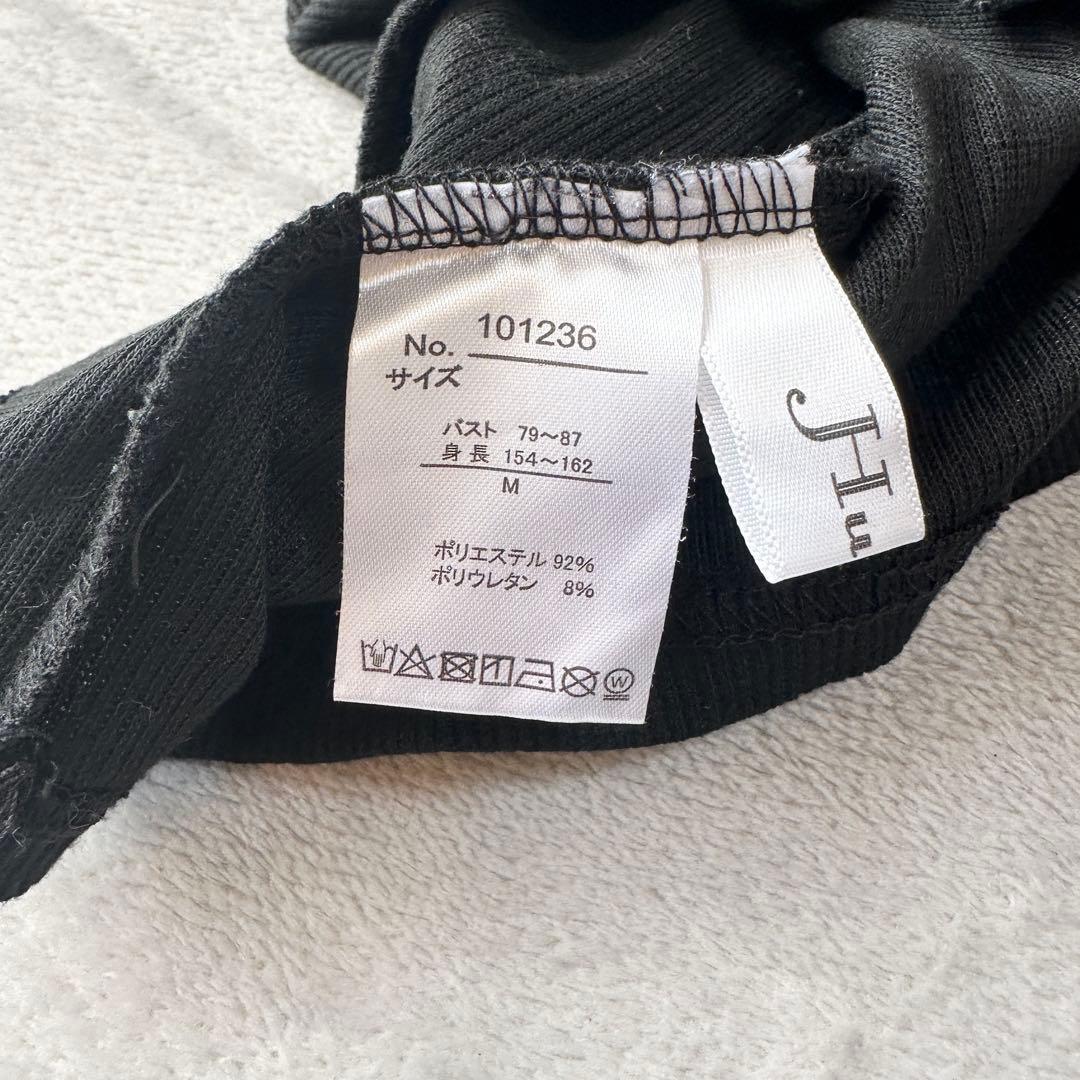 No. 101236
サイズ
バスト 79～87
身長 154～162
M
ポリエステル 92%
ポリウレタン 8%
W
JHu